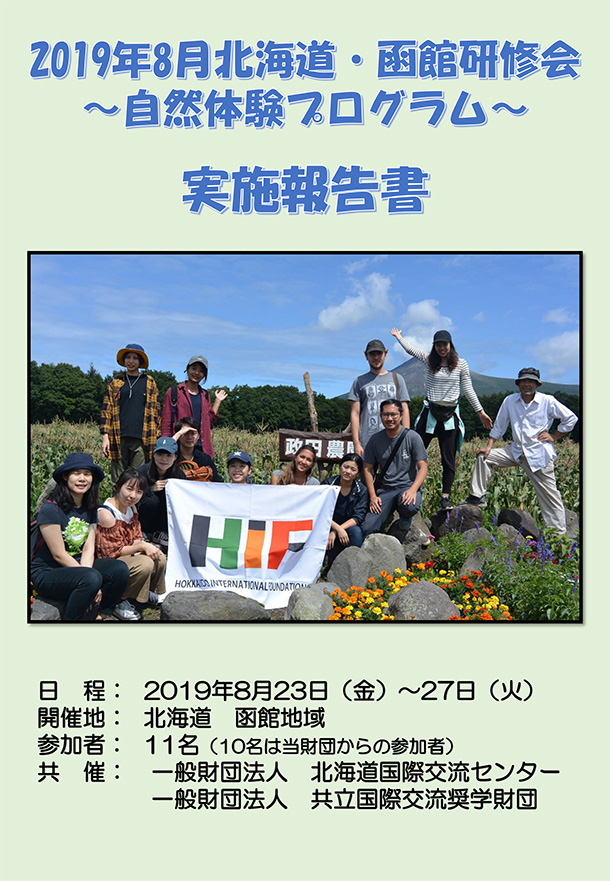 2019年8月北海道・函館研修会
～自然体験プログラム～
実施報告書
政田農園
HIF
HOKKAIDO INTERNATIONAL FOUNDATION
日　程： 2019年8月23日（金）～27日（火）
開催地： 北海道　函館地域
参加者： 11名（10名は当財団からの参加者）
共　催： 一般財団法人　北海道国際交流センター
一般財団法人　共立国際交流奨学財団